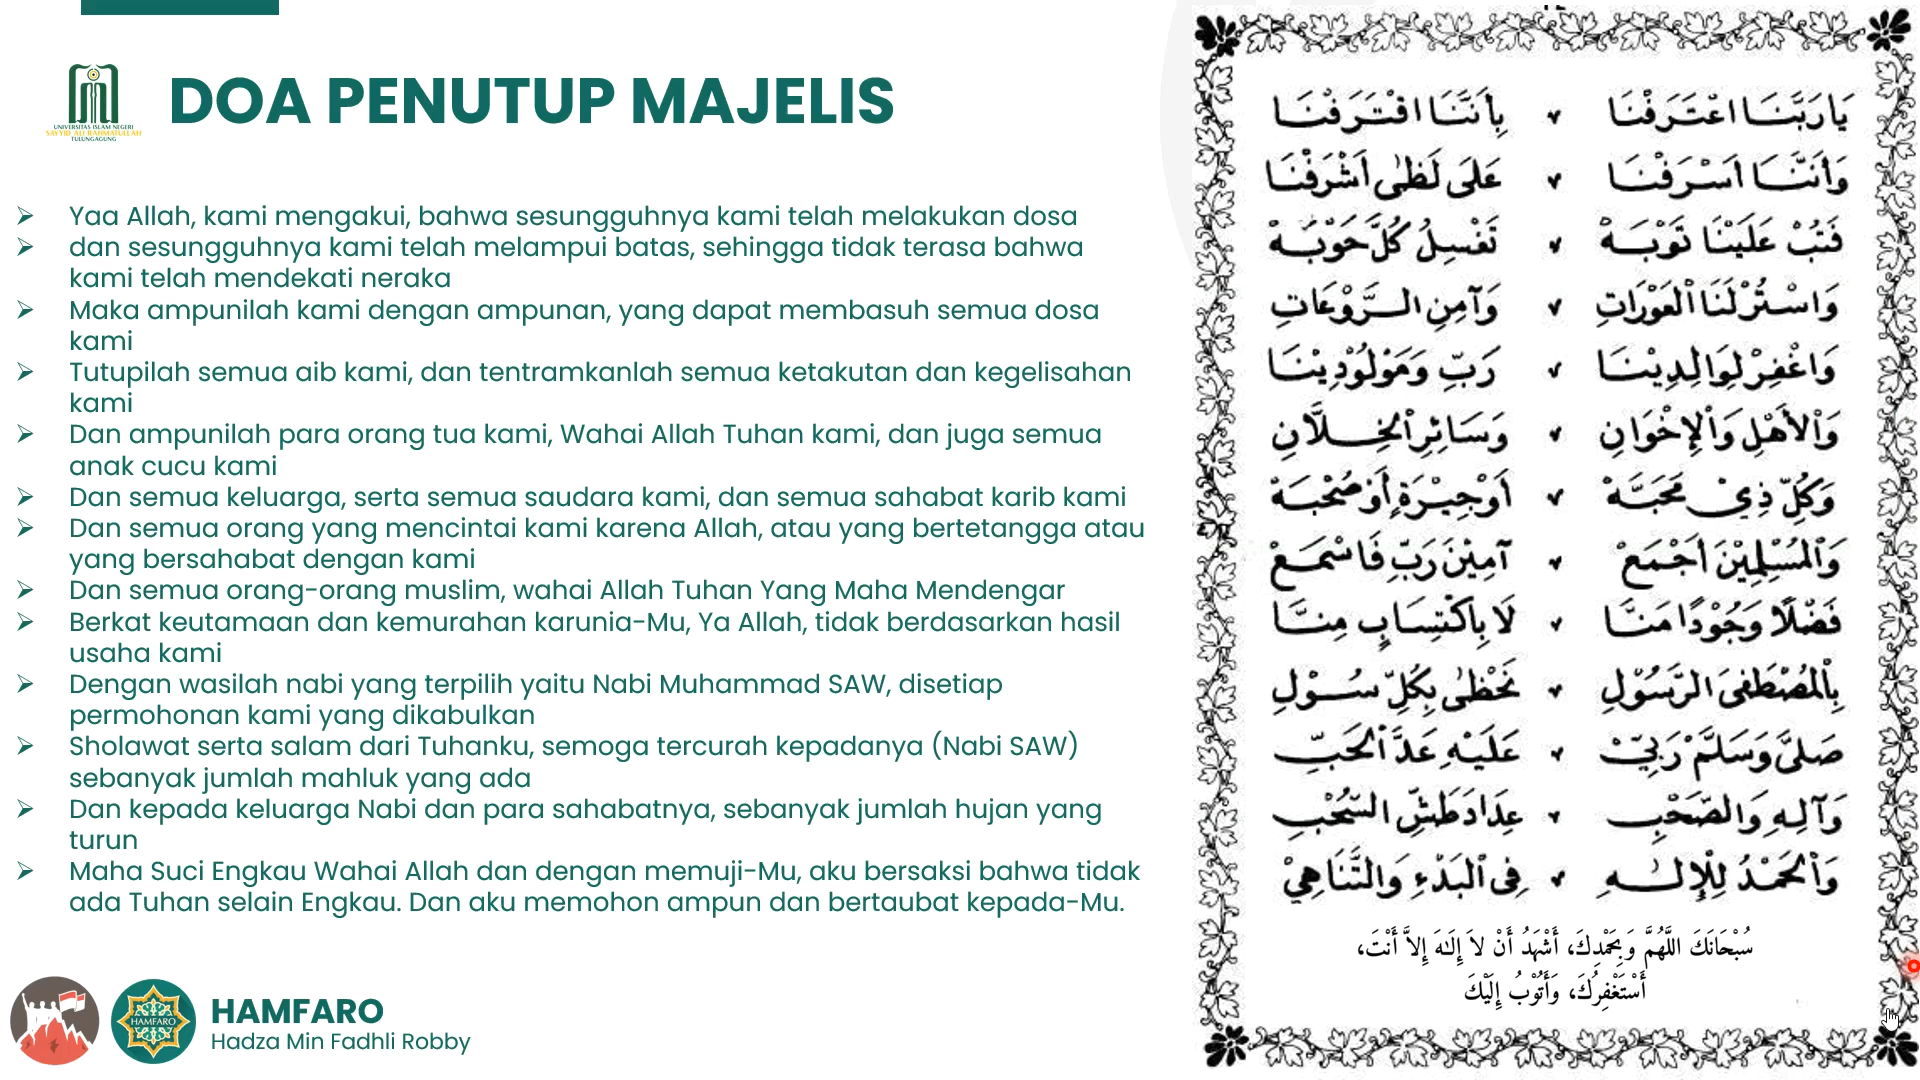 UNIVERSITAS ISLAM NEGERI
SAYYID ALI RAHMATULLAH
TULUNGAGUNG
DOA PENUTUP MAJELIS
Yaa Allah, kami mengakui, bahwa sesungguhnya kami telah melakukan dosa
dan sesungguhnya kami telah melampui batas, sehingga tidak terasa bahwa
kami telah mendekati neraka
Maka ampunilah kami dengan ampunan, yang dapat membasuh semua dosa
kami
Tutupilah semua aib kami, dan tentramkanlah semua ketakutan dan kegelisahan
kami
Dan ampunilah para orang tua kami, Wahai Allah Tuhan kami, dan juga semua
anak cucu kami
Dan semua keluarga, serta semua saudara kami, dan semua sahabat karib kami
Dan semua orang yang mencintai kami karena Allah, atau yang bertetangga atau
yang bersahabat dengan kami
Dan semua orang-orang muslim, wahai Allah Tuhan Yang Maha Mendengar
Berkat keutamaan dan kemurahan karunia-Mu, Ya Allah, tidak berdasarkan hasil
usaha kami
Dengan wasilah nabi yang terpilih yaitu Nabi Muhammad SAW, disetiap
permohonan kami yang dikabulkan
Sholawat serta salam dari Tuhanku, semoga tercurah kepadanya (Nabi SAW)
sebanyak jumlah mahluk yang ada
Dan kepada keluarga Nabi dan para sahabatnya, sebanyak jumlah hujan yang
turun
Maha Suci Engkau Wahai Allah dan dengan memuji-Mu, aku bersaksi bahwa tidak
ada Tuhan selain Engkau. Dan aku memohon ampun dan bertaubat kepada-Mu.
HAMFARO
HAMFARO
Hadza Min Fadhli Robby
يَارَبَّنَا اعْتَرَفْنَا بِأَنَّنَا اقْتَرَفْنَا
وَأَنَّنَا اَسْرَفْنَا عَلَى لَظٰى اَشْرَفْنَا
فَتُبْ عَلَيْنَا تَوْبَهْ تَغْسِلُ كُلَّ حَوْبَهْ
وَاسْتُرْ لَنَا الْعَوْرَاتِ وَآمِنِ الرَّوْعَاتِ
وَاغْفِرْ لِوَالِدِيْنَا رَبِّ وَمَوْلُوْدِيْنَا
وَالْاَهْلِ وَالْإِخْوَانِ وَسَائِرِ الْخِلَّانِ
وَكُلِّ ذِيْ مَحَبَّهْ اَوْجِيْرَةٍ أَوْصُحْبَهْ
وَالْمُسْلِمِيْنَ اَجْمَعْ آمِيْنَ رَبِّ فَاسْمَعْ
فَضْلًا وَجُوْدًا مَنَّا لَا بِاكْتِسَابٍ مِنَّا
بِالْمُصْطَفَى الرَّسُوْلِ نَحْظٰى بِكُلِّ سُوْلِ
صَلَّى وَسَلَّمْ رَبِّيْ عَلَيْهِ عَدَّ الْحَبِّ
وَآلِهِ وَالصَّحْبِ عِدَادَ طَشِّ السُّحْبِ
وَالْحَمْدُ لِلْإِلٰهِ فِى الْبَدْءِ وَالتَّنَاهِيْ
سُبْحَانَكَ اللَّهُمَّ وَبِحَمْدِكَ، أَشْهَدُ أَنْ لاَ إِلَهَ إِلاَّ أَنْتَ،
أَسْتَغْفِرُكَ، وَأَتُوْبُ إِلَيْكَ